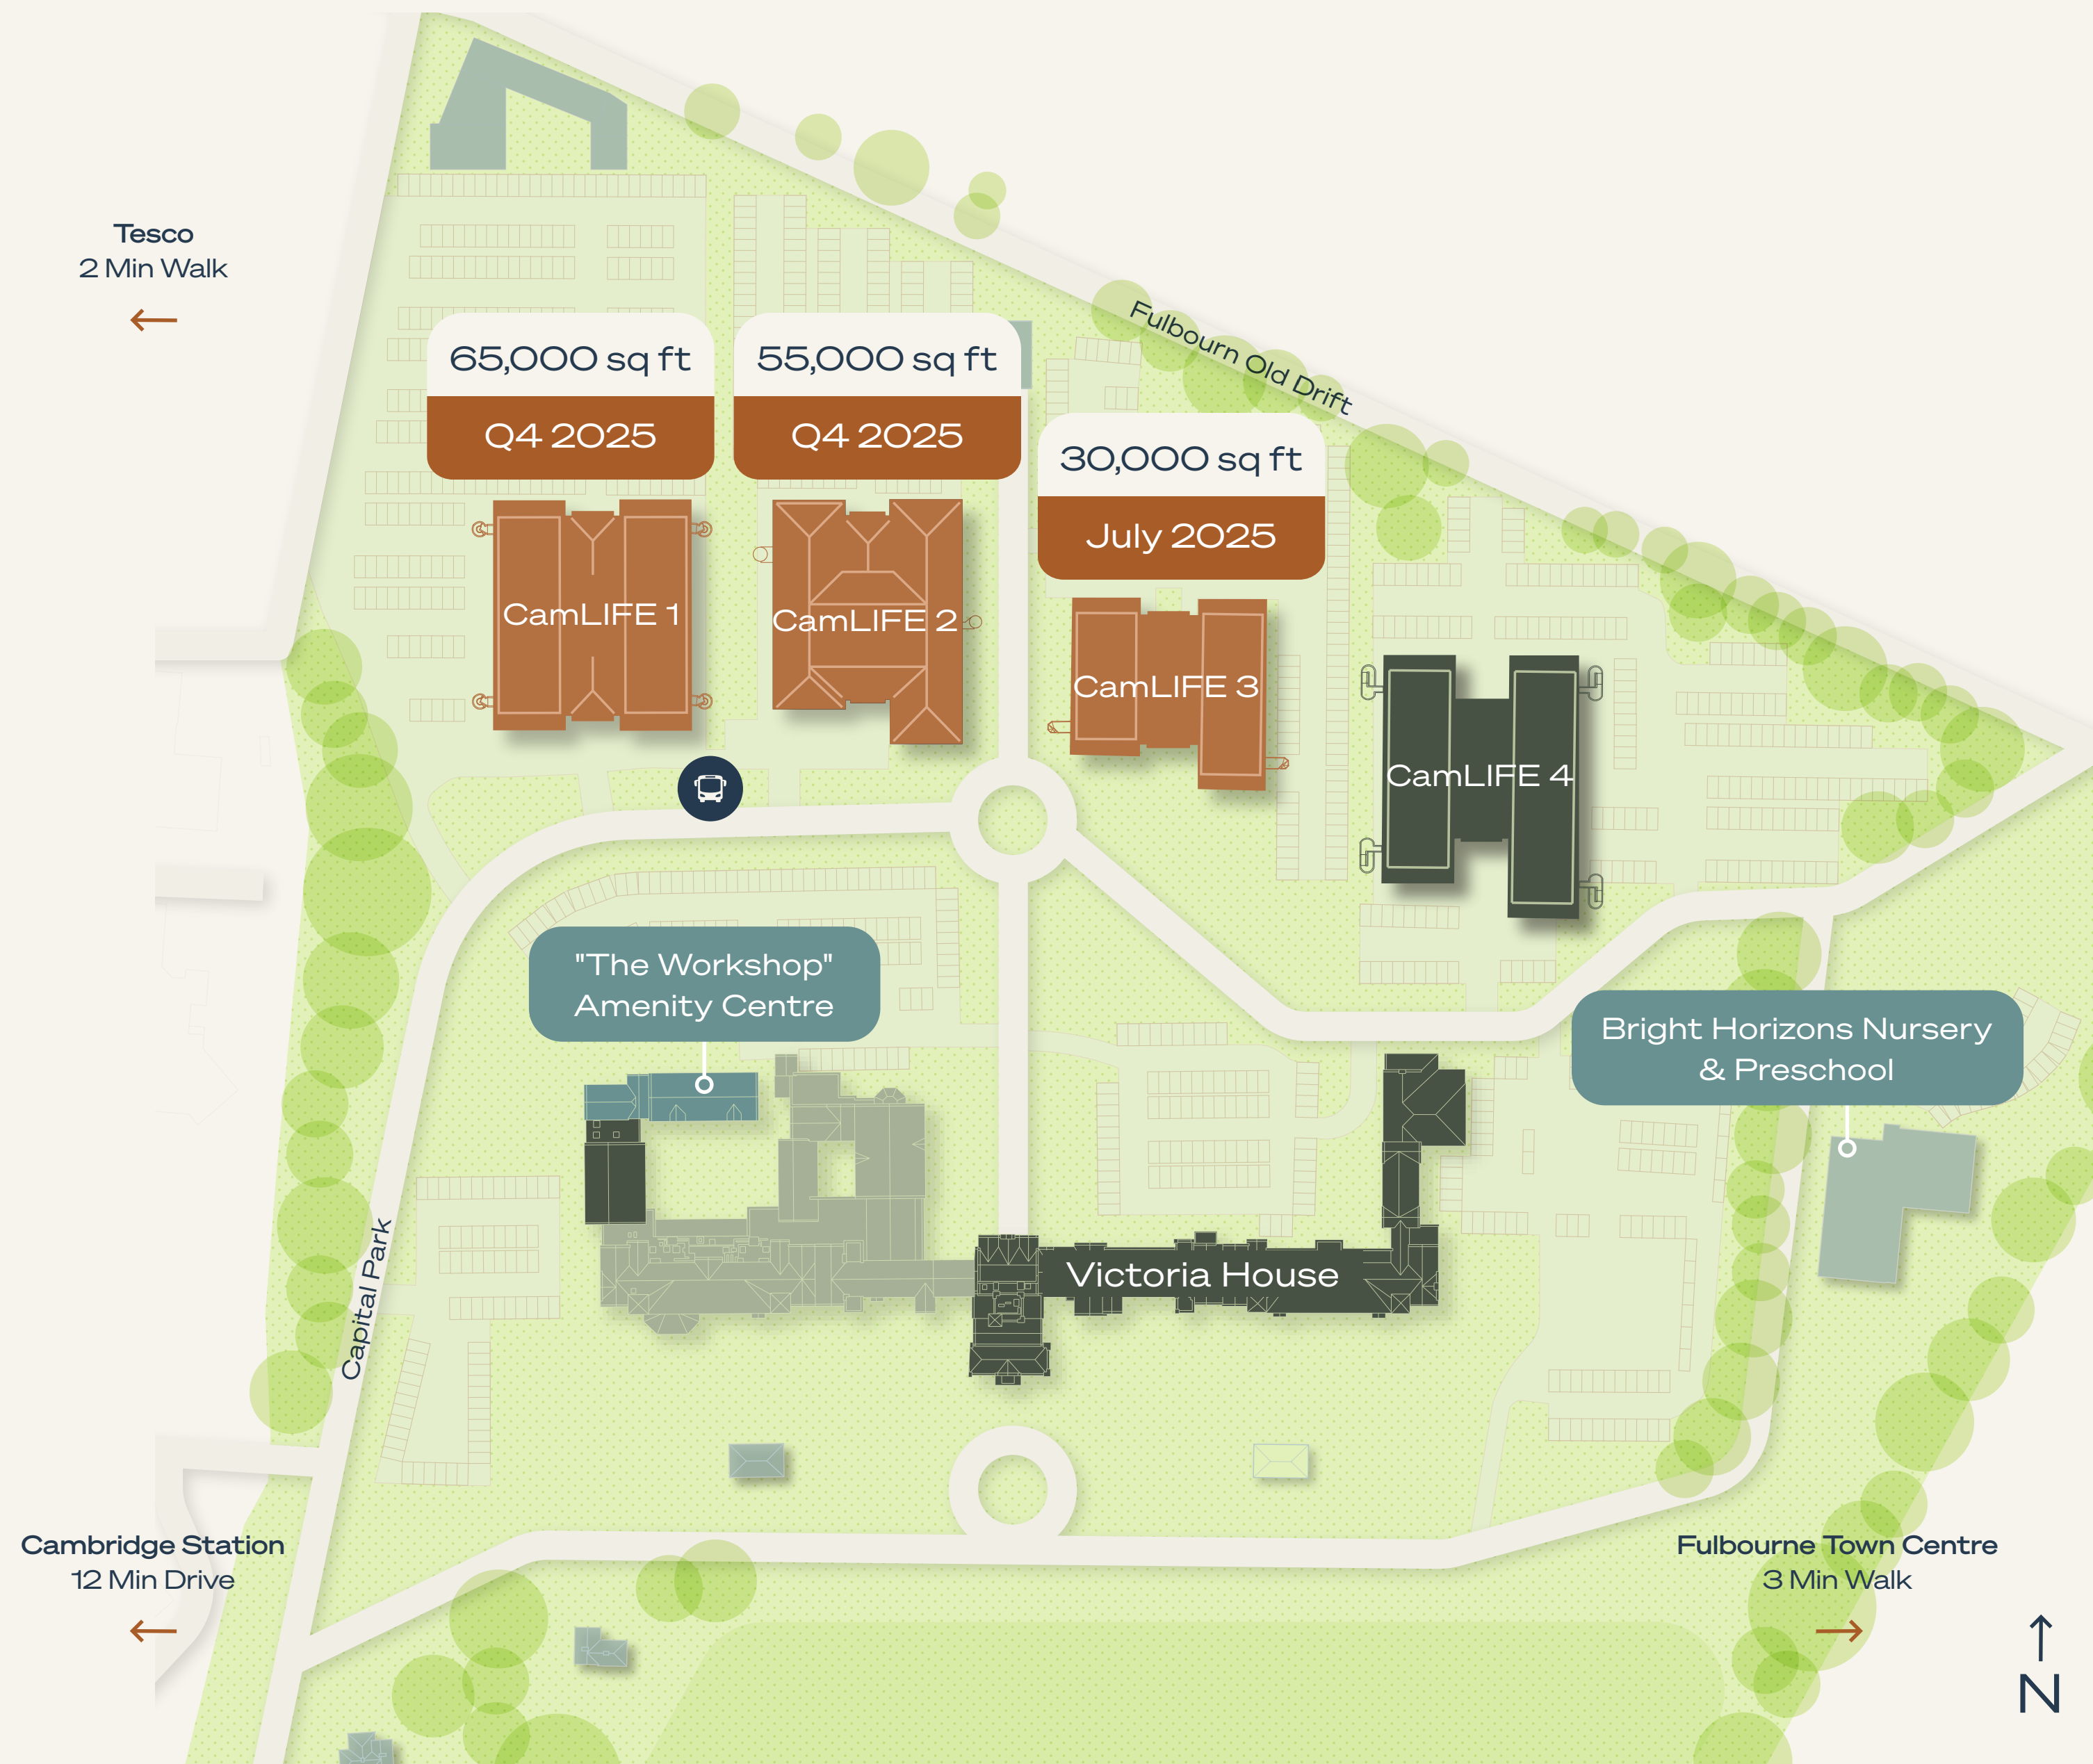 Tesco
2 Min Walk
Fulbourn Old Drift
65,000 sq ft
Q4 2025
55,000 sq ft
Q4 2025
30,000 sq ft
July 2025
CamLIFE 1
CamLIFE 2
CamLIFE 3
CamLIFE 4
"The Workshop"
Amenity Centre
Bright Horizons Nursery
& Preschool
Capital Park
Victoria House
Cambridge Station
12 Min Drive
Fulbourne Town Centre
3 Min Walk
N